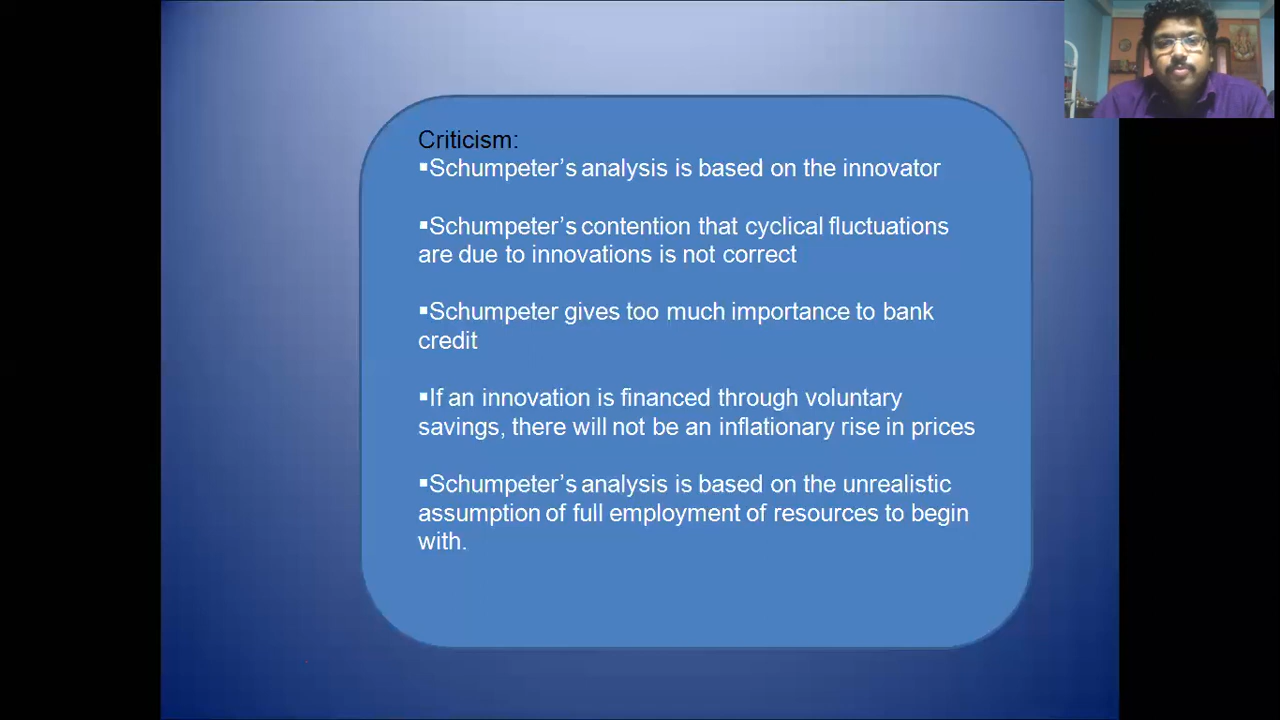 Criticism:
▪Schumpeter’s analysis is based on the innovator
▪Schumpeter’s contention that cyclical fluctuations
are due to innovations is not correct
▪Schumpeter gives too much importance to bank
credit
▪If an innovation is financed through voluntary
savings, there will not be an inflationary rise in prices
▪Schumpeter’s analysis is based on the unrealistic
assumption of full employment of resources to begin
with.